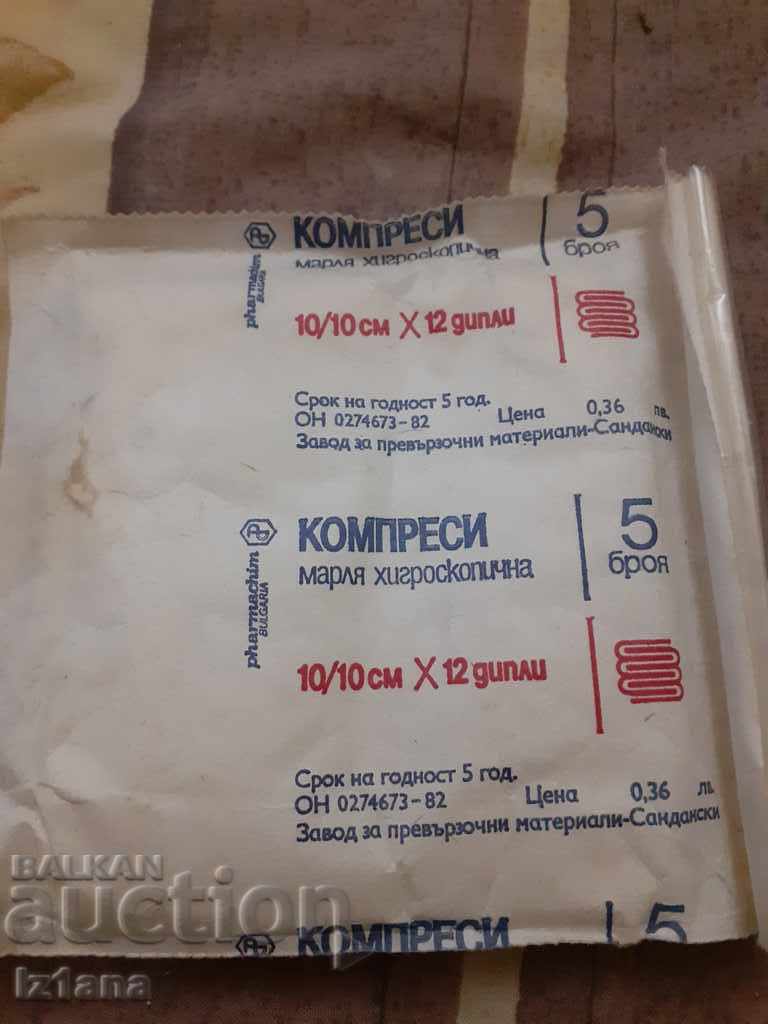 КОМПРЕСИ
5
броя
марля хигроскопична
pharmachim
BULGARIA
10/10 см X 12 дипли
Срок на годност 5 год.
ОН 0274673-82 Цена 0,36 лв.
Завод за превързочни материали-Сандански
КОМПРЕСИ
5
броя
марля хигроскопична
pharmachim
BULGARIA
10/10 см X 12 дипли
Срок на годност 5 год.
ОН 0274673-82 Цена 0,36 лв.
Завод за превързочни материали-Сандански
КОМПРЕСИ
5
BALKAN
auction
Iz1ana